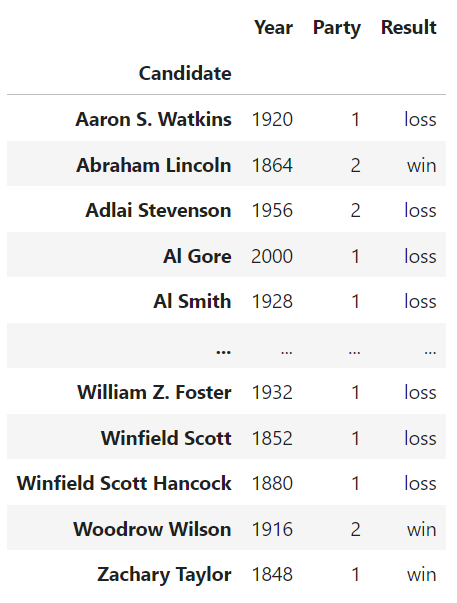 Year Party Result
Candidate
Aaron S. Watkins 1920 1 loss
Abraham Lincoln 1864 2 win
Adlai Stevenson 1956 2 loss
Al Gore 2000 1 loss
Al Smith 1928 1 loss
... ... ... ...
William Z. Foster 1932 1 loss
Winfield Scott 1852 1 loss
Winfield Scott Hancock 1880 1 loss
Woodrow Wilson 1916 2 win
Zachary Taylor 1848 1 win